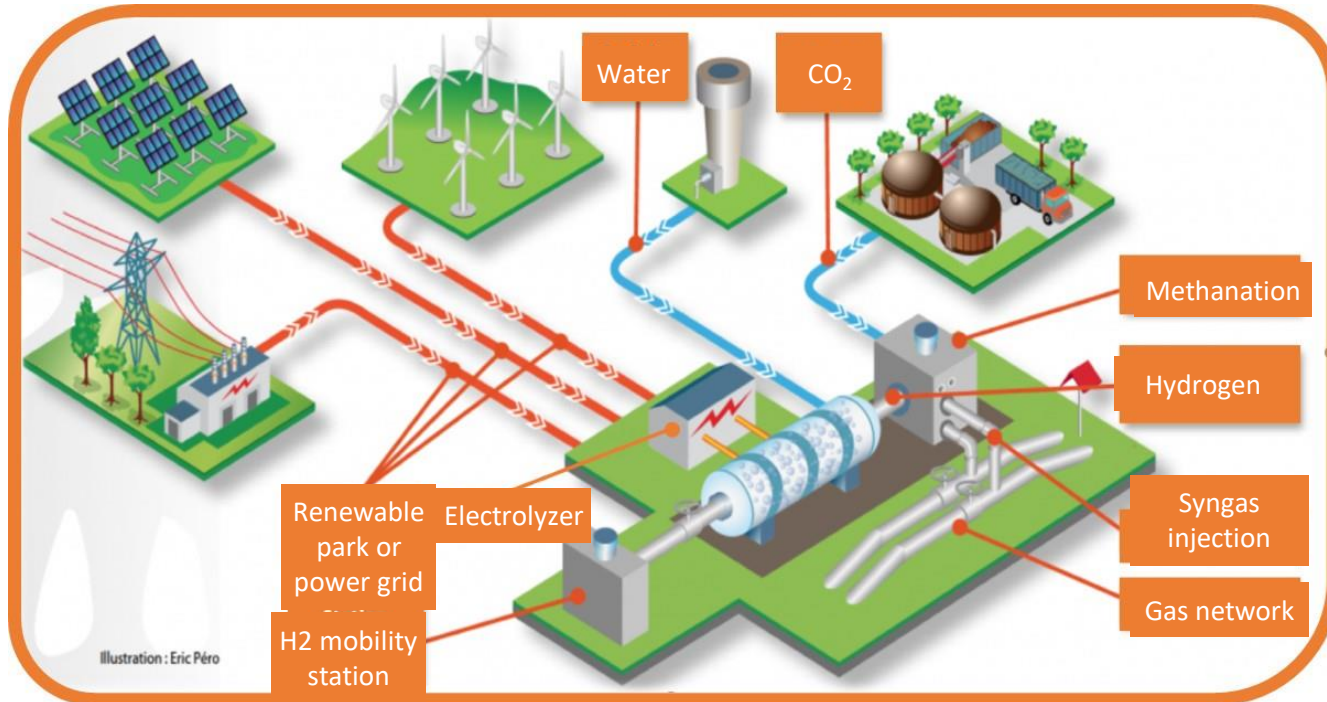 Water
CO₂
Methanation
Hydrogen
Renewable
park or
power grid
Electrolyzer
Syngas
injection
Gas network
H2 mobility
station
Illustration : Eric Péro